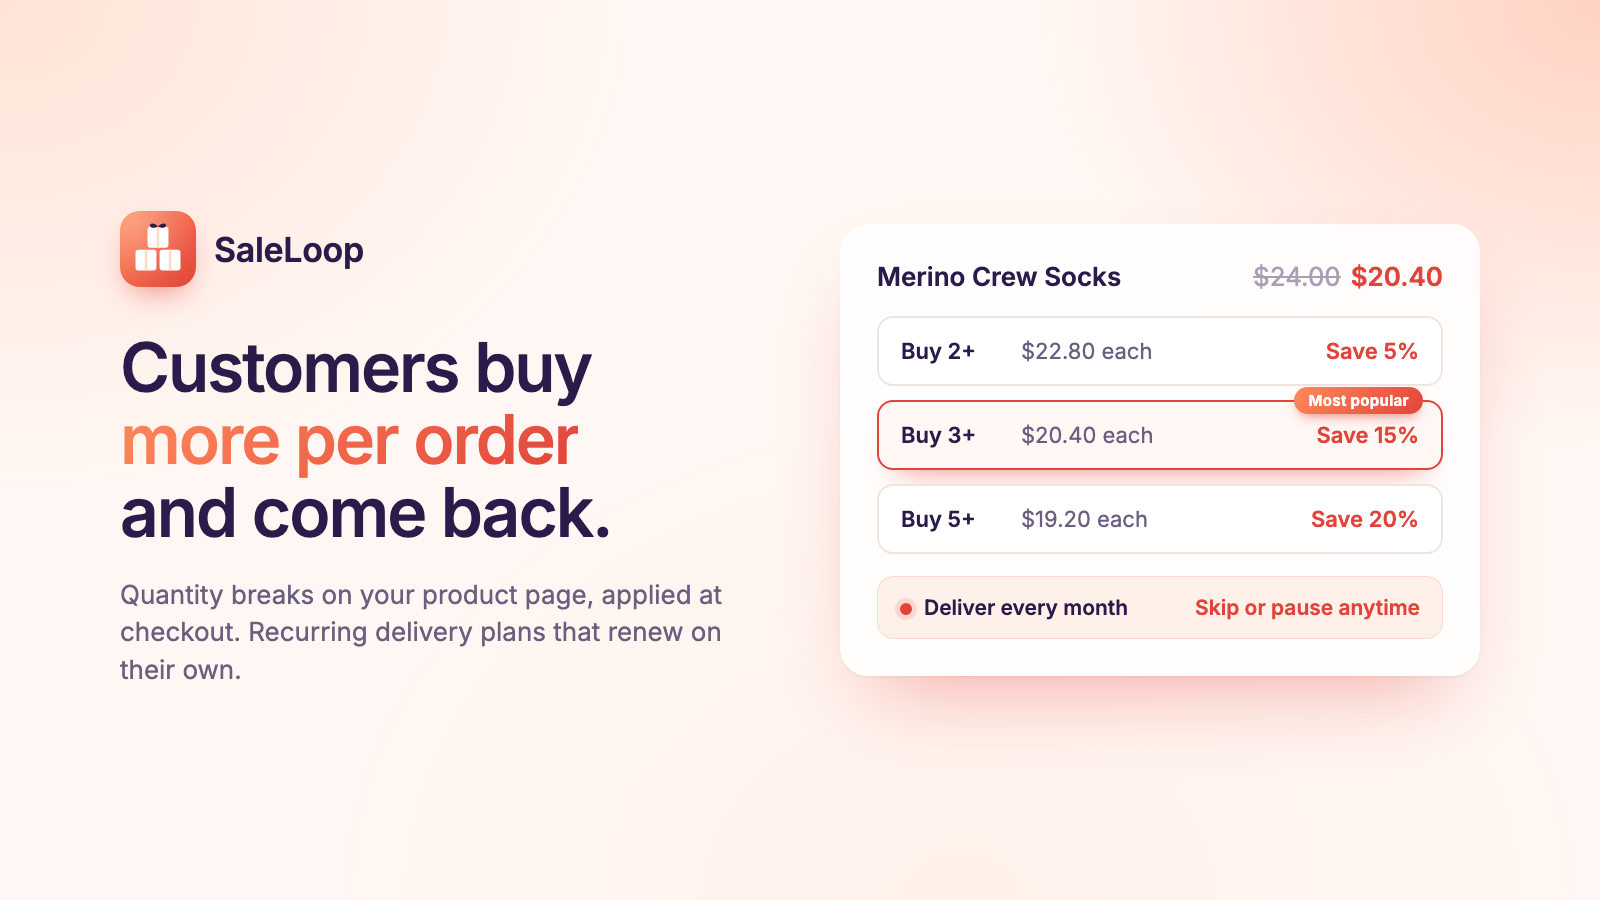 SaleLoop
Customers buy
more per order
and come back.
Quantity breaks on your product page, applied at
checkout. Recurring delivery plans that renew on
their own.
Merino Crew Socks $24.00 $20.40
Buy 2+ $22.80 each Save 5%
Most popular
Buy 3+ $20.40 each Save 15%
Buy 5+ $19.20 each Save 20%
Deliver every month Skip or pause anytime